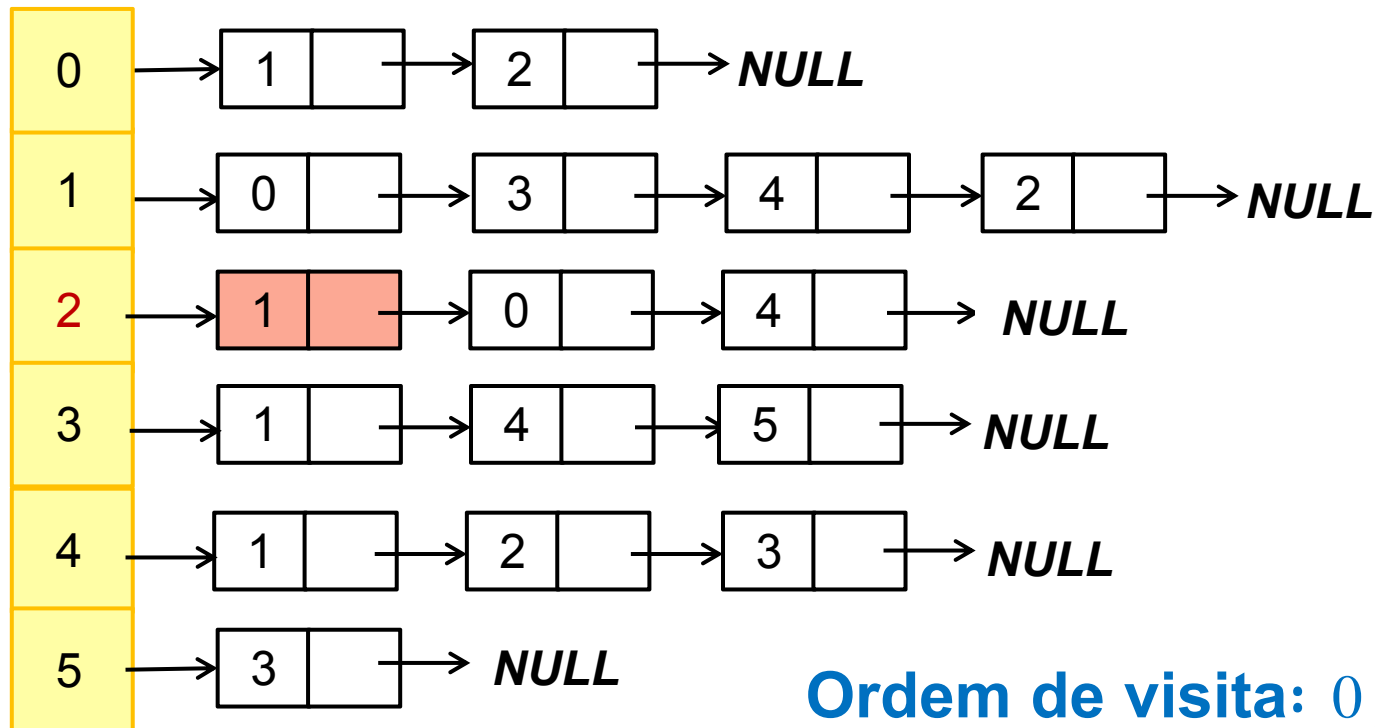 0 1 2 NULL
1 0 3 4 2 NULL
2 1 0 4 NULL
3 1 4 5 NULL
4 1 2 3 NULL
5 3 NULL
Ordem de visita: 0